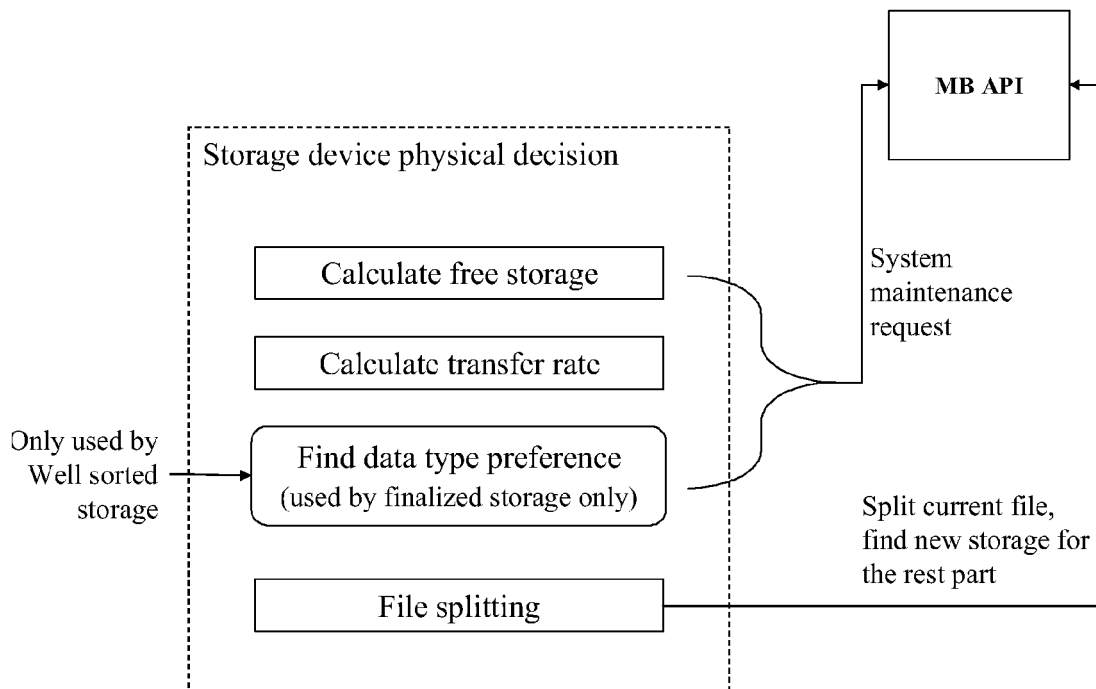 MB API
Storage device physical decision
Calculate free storage
System
maintenance
request
Calculate transfer rate
Only used by
Well sorted
storage
Find data type preference
(used by finalized storage only)
Split current file,
find new storage for
the rest part
File splitting